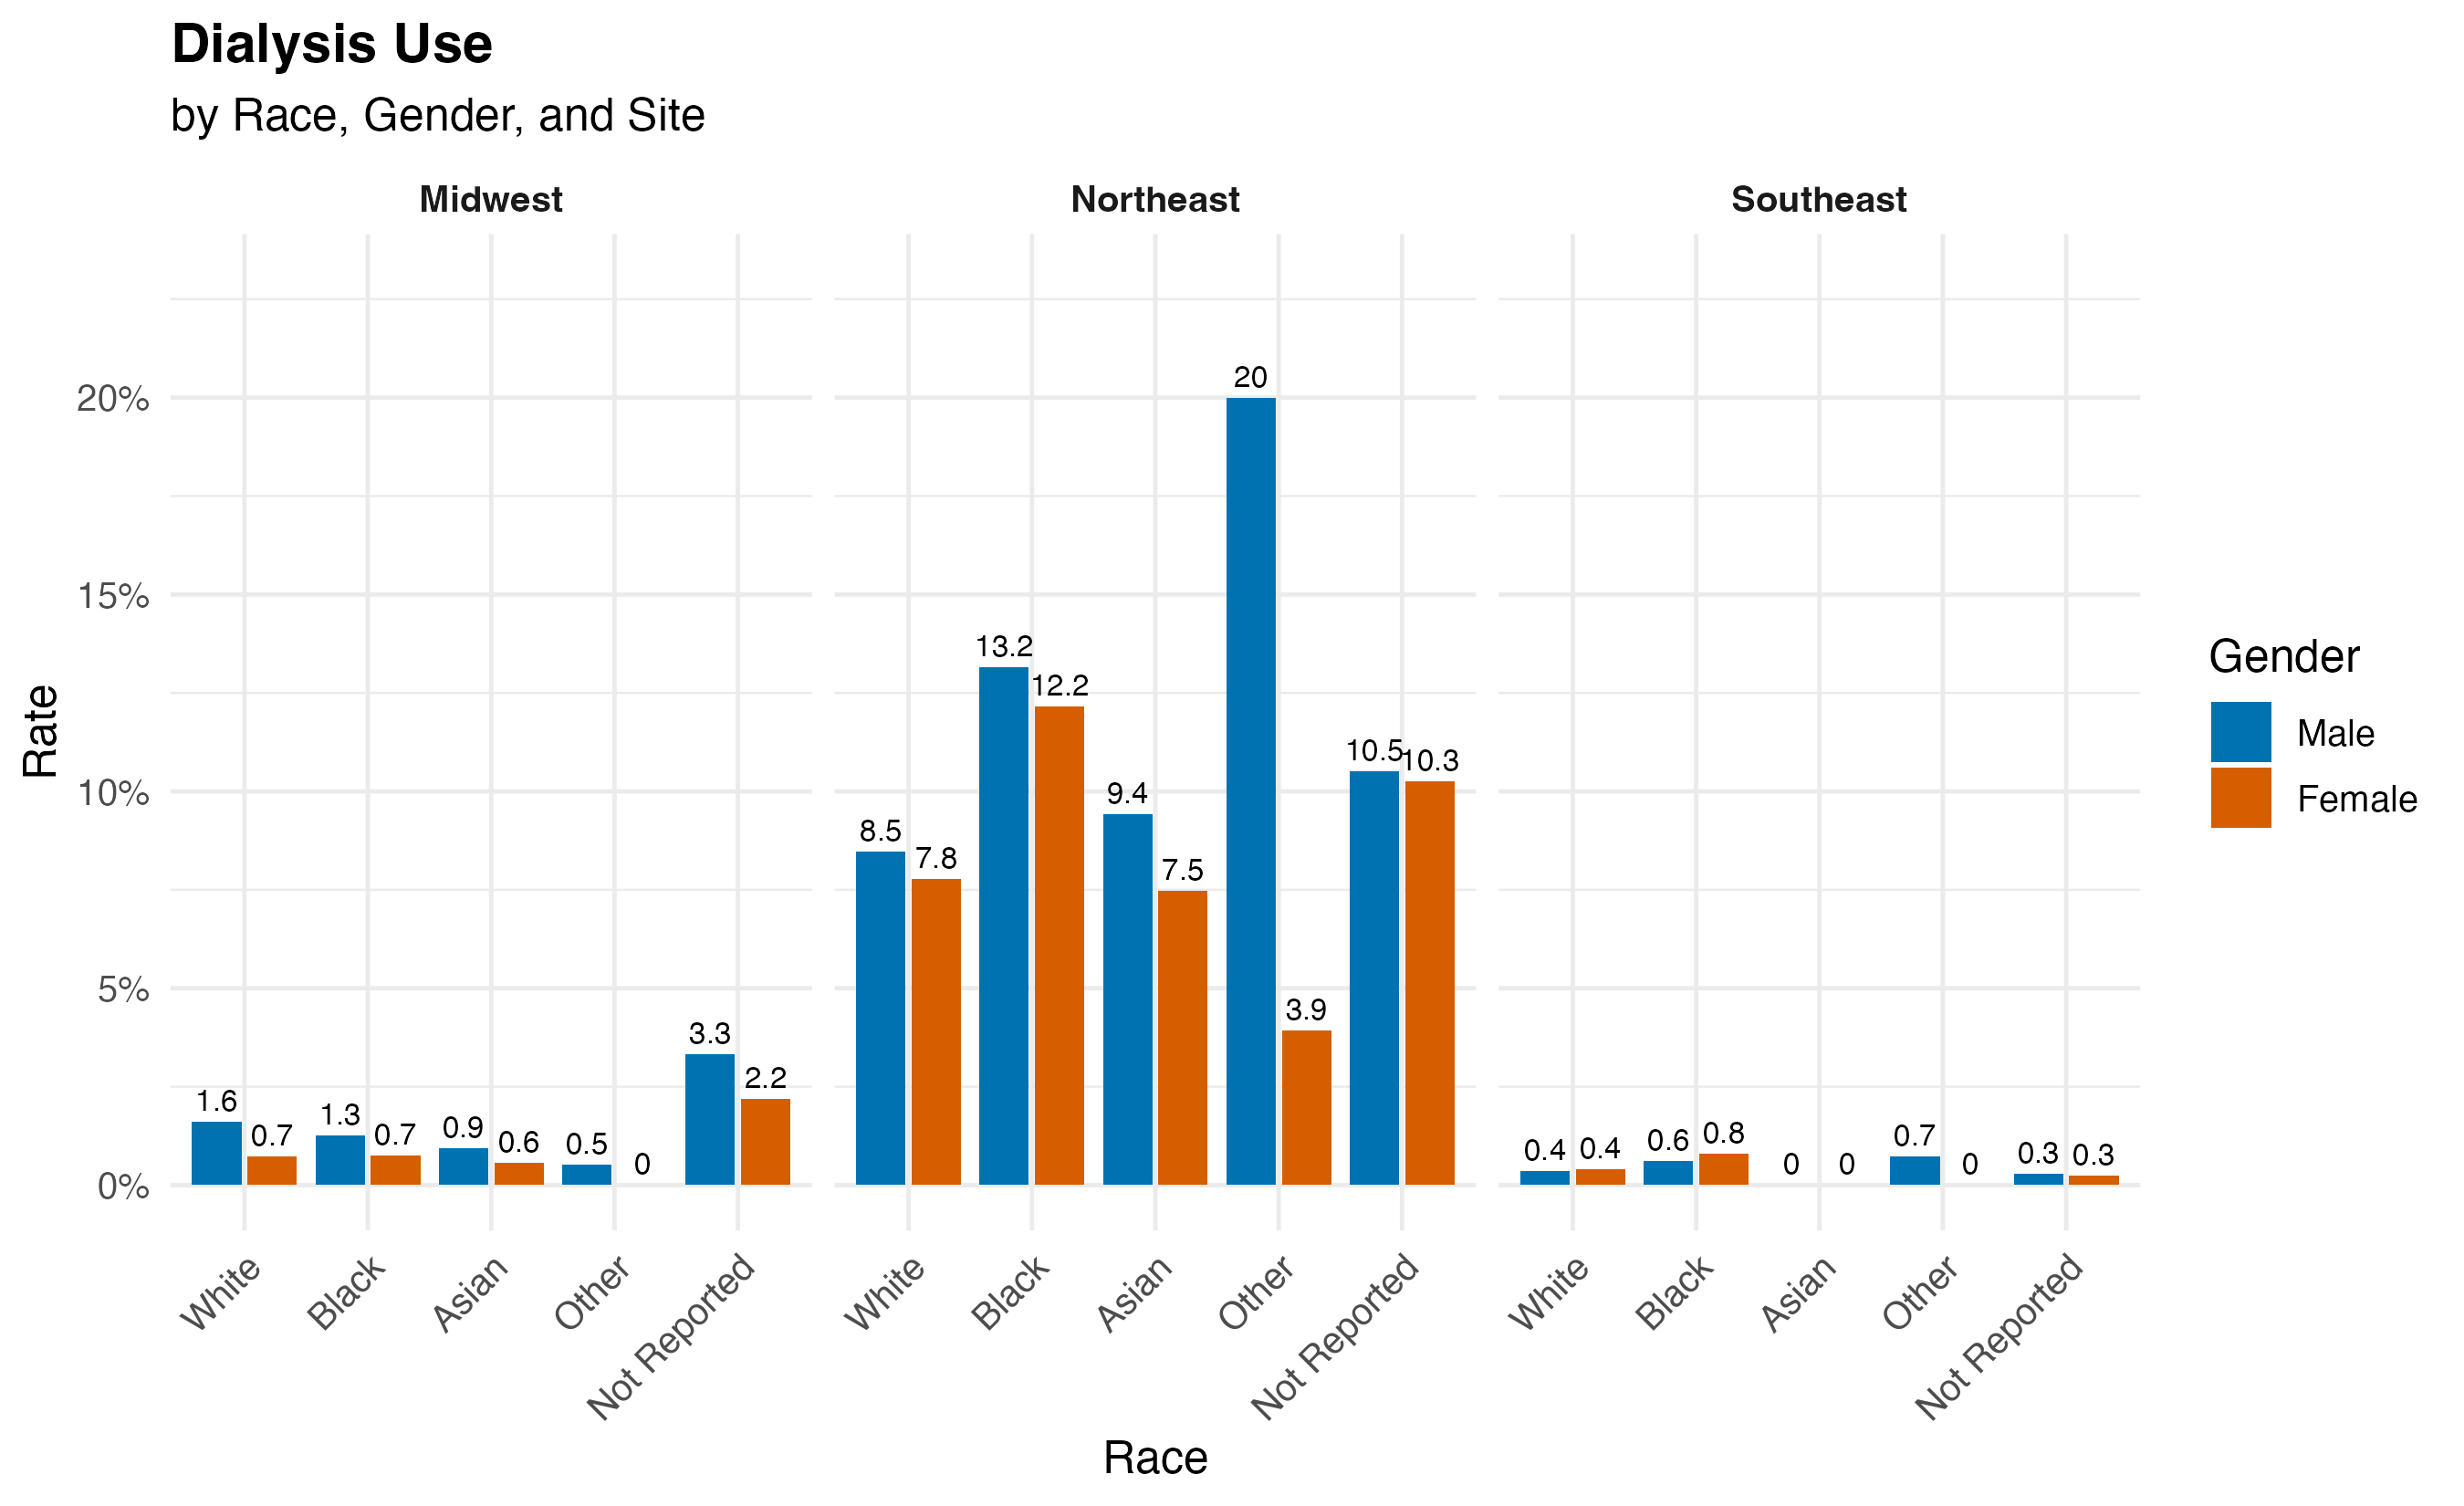 Dialysis Use
by Race, Gender, and Site
Midwest
Northeast
Southeast
Rate
20%
15%
10%
5%
0%
1.6
0.7
1.3
0.7
0.9
0.6
0.5
0
3.3
2.2
8.5
7.8
13.2
12.2
9.4
7.5
20
3.9
10.5
10.3
0.4
0.4
0.6
0.8
0
0
0.7
0
0.3
0.3
White
Black
Asian
Other
Not Reported
White
Black
Asian
Other
Not Reported
White
Black
Asian
Other
Not Reported
Race
Gender
Male
Female